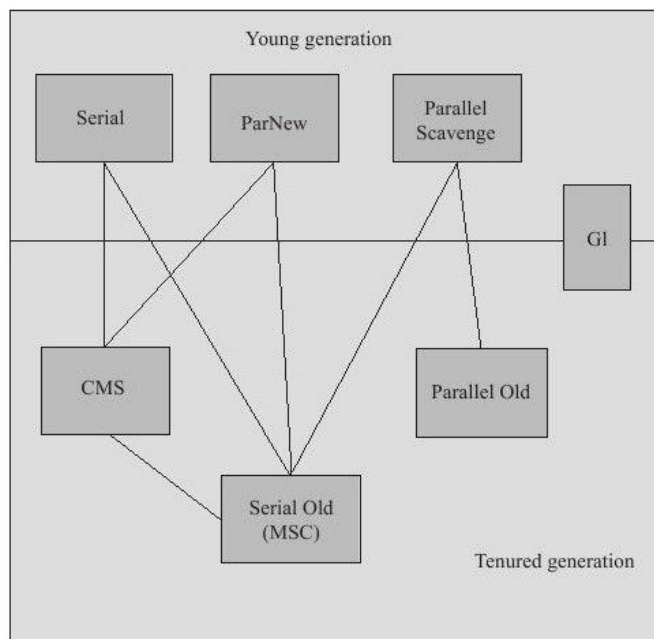 Young generation
Serial
ParNew
Parallel
Scavenge
Gl
CMS
Parallel Old
Serial Old
(MSC)
Tenured generation